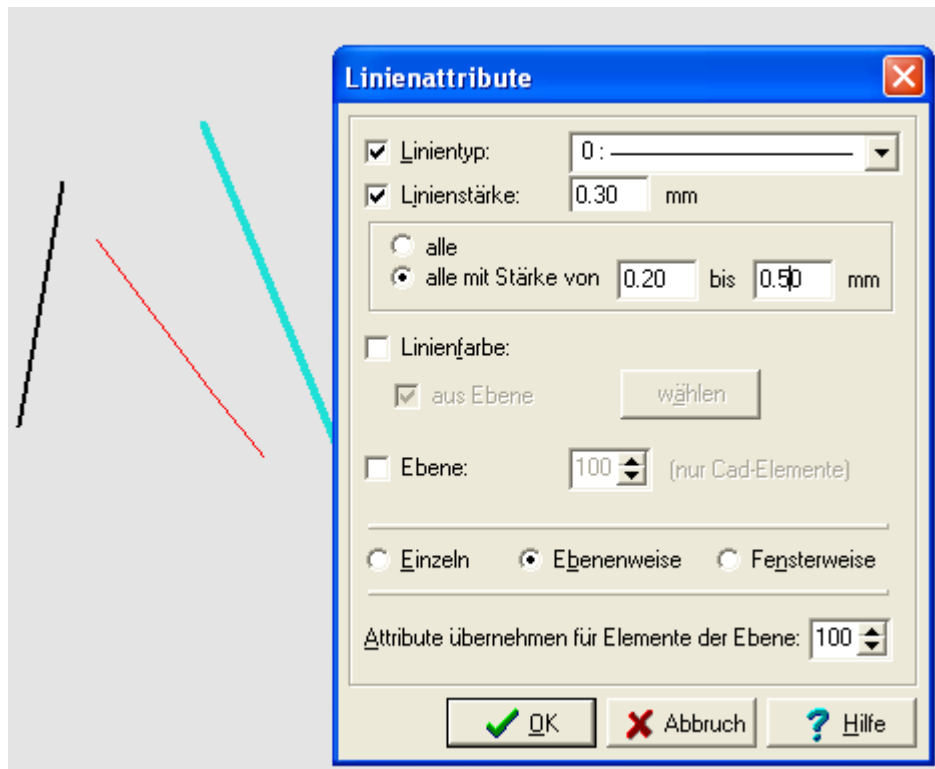 Linienattribute
Linientyp: 0 :
Linienstärke: 0.30 mm
alle
alle mit Stärke von 0.20 bis 0.50 mm
Linienfarbe:
aus Ebene wählen
Ebene: 100 (nur Cad-Elemente)
Einzeln Ebenenweise Fensterweise
Attribute übernehmen für Elemente der Ebene: 100
OK Abbruch Hilfe